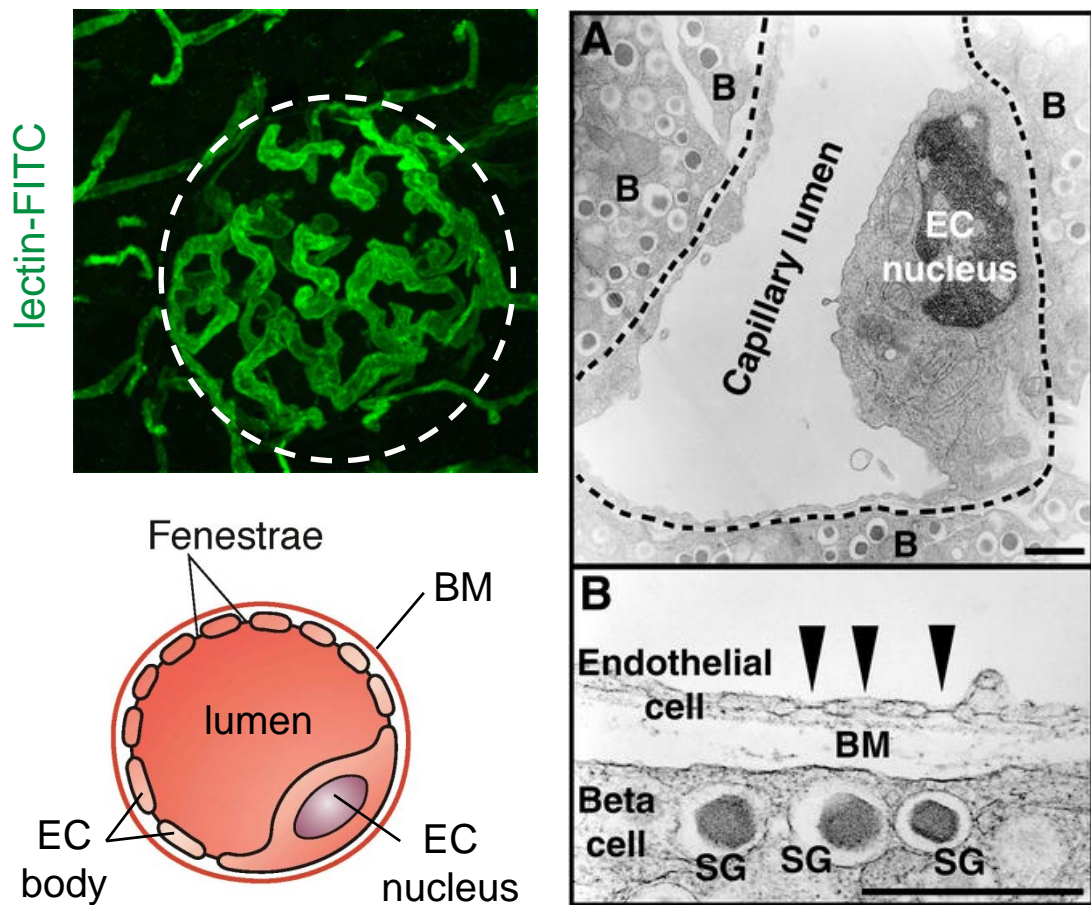 lectin-FITC
Fenestrae
BM
lumen
EC
body
EC
nucleus
A
B
B
B
Capillary lumen
EC
nucleus
B
B
Endothelial
cell
BM
Beta
cell
SG
SG
SG